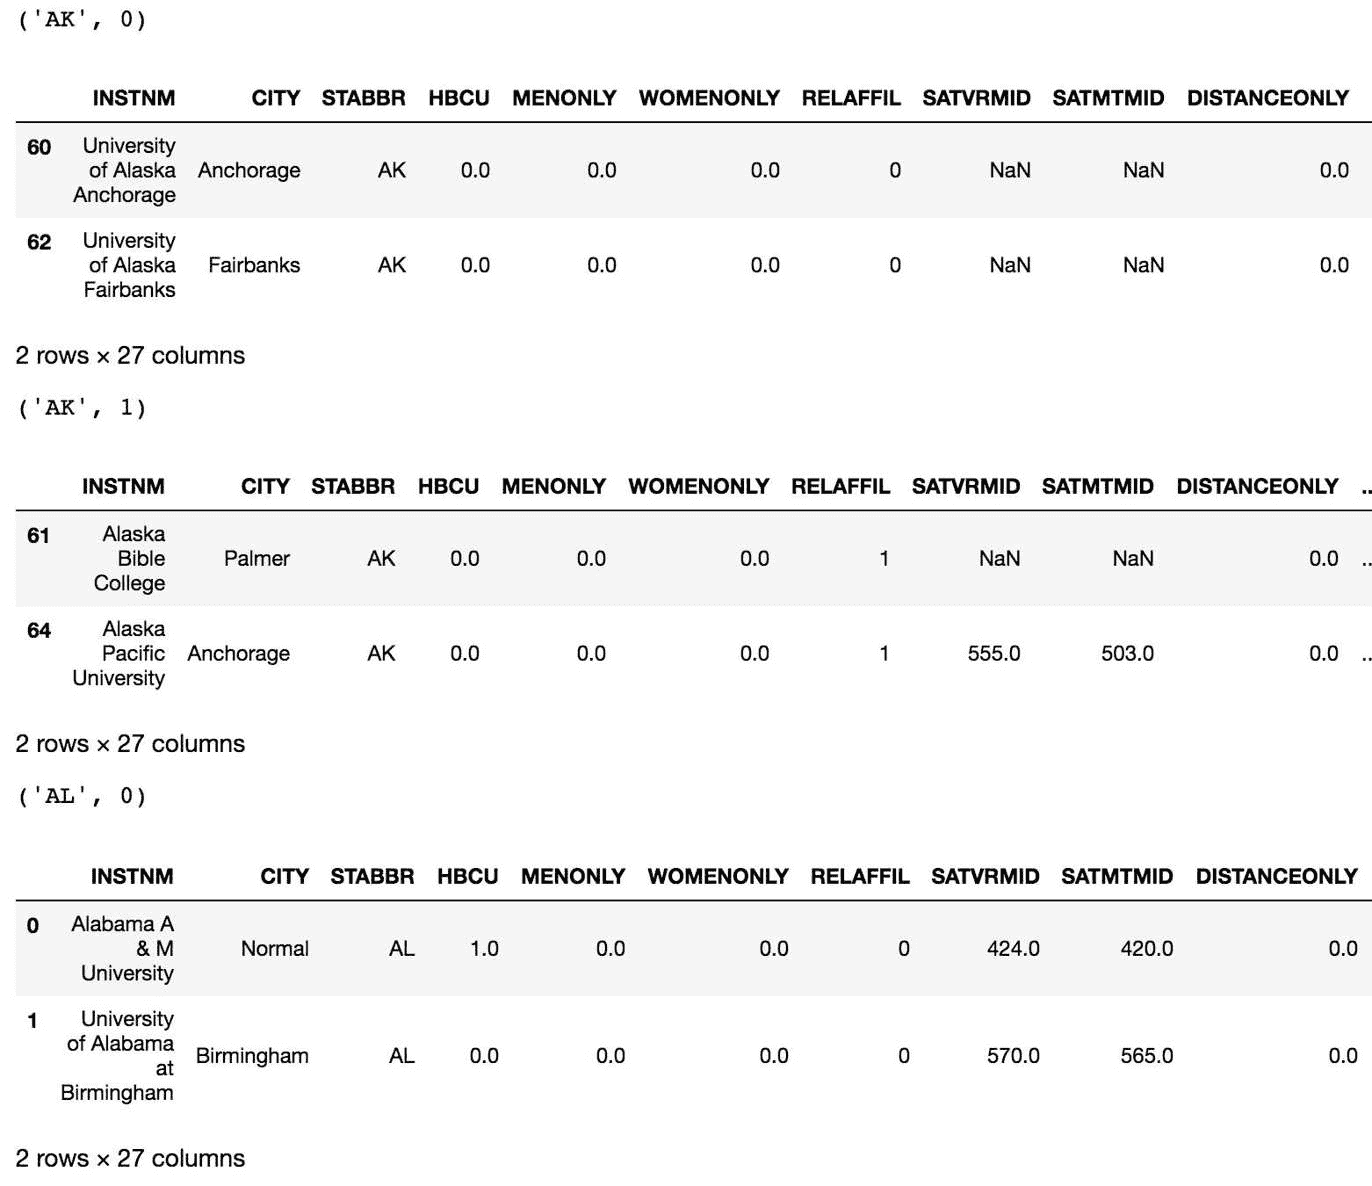 ('AK', 0)
INSTNM CITY STABBR HBCU MENONLY WOMENONLY RELAFFIL SATVRMID SATMTMID DISTANCEONLY
60 University of Alaska Anchorage Anchorage AK 0.0 0.0 0.0 0 NaN NaN 0.0
62 University of Alaska Fairbanks Fairbanks AK 0.0 0.0 0.0 0 NaN NaN 0.0
2 rows × 27 columns
('AK', 1)
INSTNM CITY STABBR HBCU MENONLY WOMENONLY RELAFFIL SATVRMID SATMTMID DISTANCEONLY ..
61 Alaska Bible College Palmer AK 0.0 0.0 0.0 1 NaN NaN 0.0 ..
64 Alaska Pacific University Anchorage AK 0.0 0.0 0.0 1 555.0 503.0 0.0 ..
2 rows × 27 columns
('AL', 0)
INSTNM CITY STABBR HBCU MENONLY WOMENONLY RELAFFIL SATVRMID SATMTMID DISTANCEONLY
0 Alabama A & M University Normal AL 1.0 0.0 0.0 0 424.0 420.0 0.0
1 University of Alabama at Birmingham Birmingham AL 0.0 0.0 0.0 0 570.0 565.0 0.0
2 rows × 27 columns